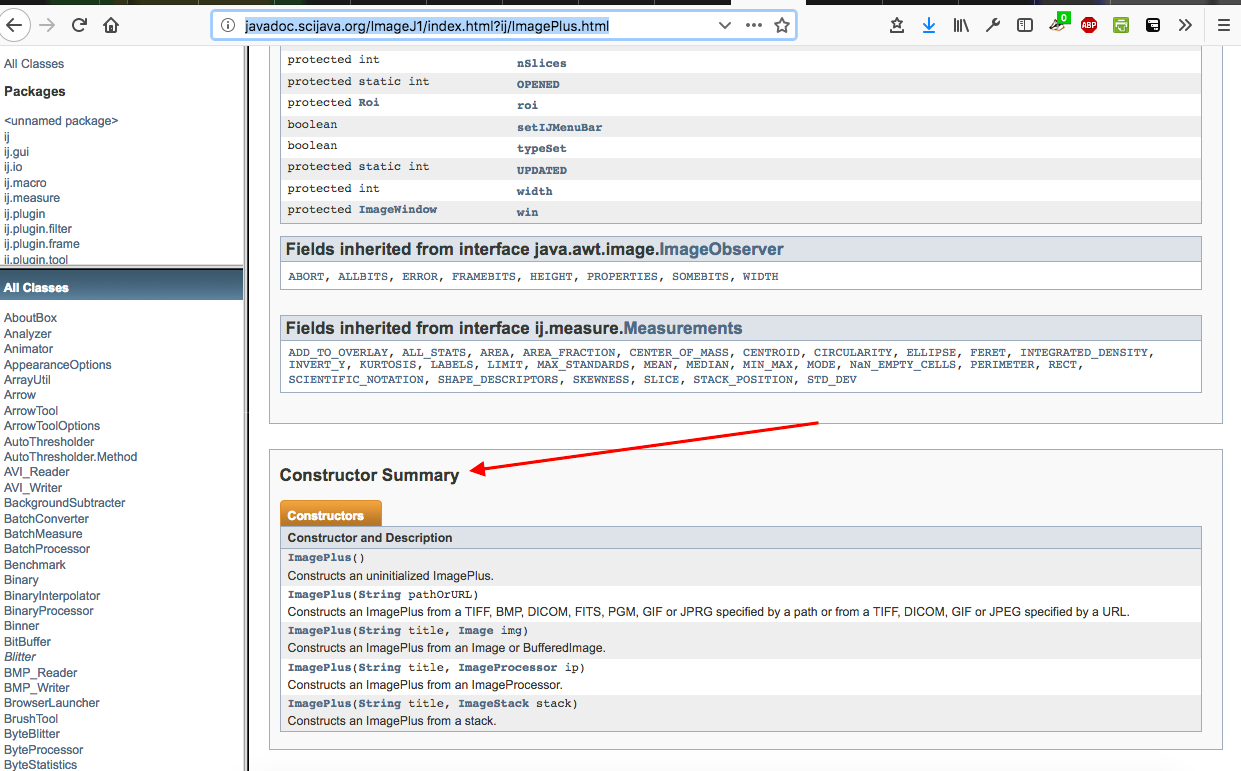 javadoc.scijava.org/ImageJ1/index.html?ij/ImagePlus.html
0
ABP
All Classes
Packages
<unnamed package>
ij
ij.gui
ij.io
ij.macro
ij.measure
ij.plugin
ij.plugin.filter
ij.plugin.frame
ij.plugin.tool
All Classes
AboutBox
Analyzer
Animator
AppearanceOptions
ArrayUtil
Arrow
ArrowTool
ArrowToolOptions
AutoThresholder
AutoThresholder.Method
AVI_Reader
AVI_Writer
BackgroundSubtracter
BatchConverter
BatchMeasure
BatchProcessor
Benchmark
Binary
BinaryInterpolator
BinaryProcessor
Binner
BitBuffer
Blitter
BMP_Reader
BMP_Writer
BrowserLauncher
BrushTool
ByteBlitter
ByteProcessor
ByteStatistics
protected int nSlices
protected static int OPENED
protected Roi roi
boolean setIJMenuBar
boolean typeSet
protected static int UPDATED
protected int width
protected ImageWindow win
Fields inherited from interface java.awt.image.ImageObserver
ABORT, ALLBITS, ERROR, FRAMEBITS, HEIGHT, PROPERTIES, SOMEBITS, WIDTH
Fields inherited from interface ij.measure.Measurements
ADD_TO_OVERLAY, ALL_STATS, AREA, AREA_FRACTION, CENTER_OF_MASS, CENTROID, CIRCULARITY, ELLIPSE, FERET, INTEGRATED_DENSITY,
INVERT_Y, KURTOSIS, LABELS, LIMIT, MAX_STANDARDS, MEAN, MEDIAN, MIN_MAX, MODE, NaN_EMPTY_CELLS, PERIMETER, RECT,
SCIENTIFIC_NOTATION, SHAPE_DESCRIPTORS, SKEWNESS, SLICE, STACK_POSITION, STD_DEV
Constructor Summary
Constructors
Constructor and Description
ImagePlus()
Constructs an uninitialized ImagePlus.
ImagePlus(String pathOrURL)
Constructs an ImagePlus from a TIFF, BMP, DICOM, FITS, PGM, GIF or JPRG specified by a path or from a TIFF, DICOM, GIF or JPEG specified by a URL.
ImagePlus(String title, Image img)
Constructs an ImagePlus from an Image or BufferedImage.
ImagePlus(String title, ImageProcessor ip)
Constructs an ImagePlus from an ImageProcessor.
ImagePlus(String title, ImageStack stack)
Constructs an ImagePlus from a stack.